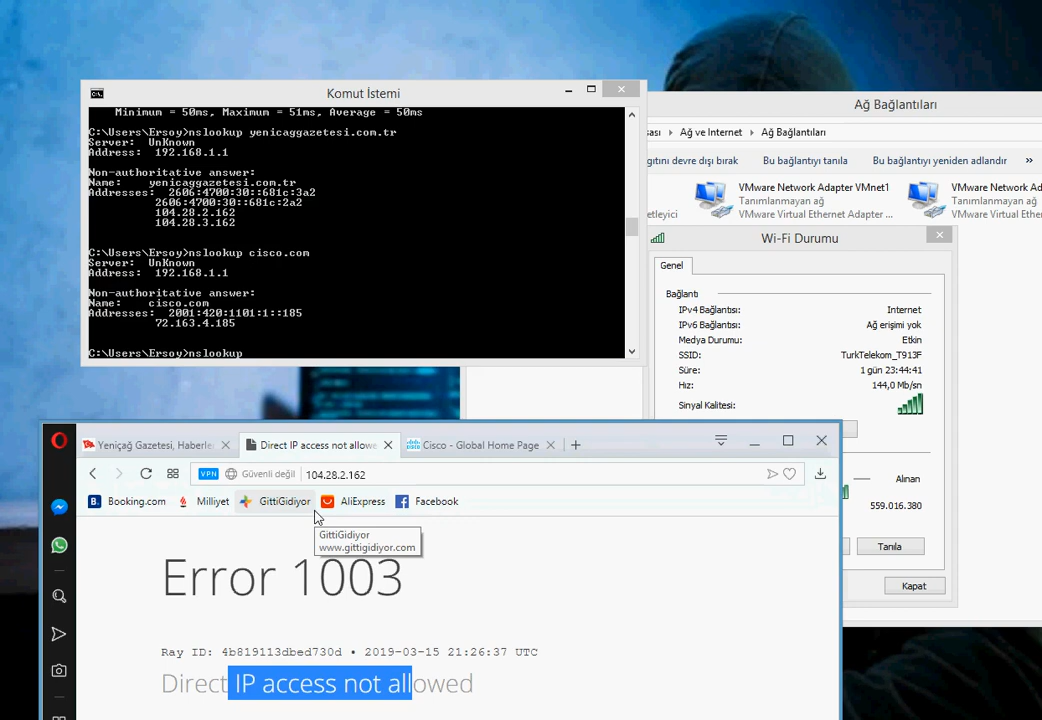 Komut İstemi
Minimum = 50ms, Maximum = 51ms, Average = 50ms
C:\Users\Ersoy>nslookup yenicaggazetesi.com.tr
Server: UnKnown
Address: 192.168.1.1
Non-authoritative answer:
Name: yenicaggazetesi.com.tr
Addresses: 2606:4700:30::681c:3a2
2606:4700:30::681c:2a2
104.28.2.162
104.28.3.162
C:\Users\Ersoy>nslookup cisco.com
Server: UnKnown
Address: 192.168.1.1
Non-authoritative answer:
Name: cisco.com
Addresses: 2001:420:1101:1::185
72.163.4.185
C:\Users\Ersoy>nslookup
Ağ Bağlantıları
Ağ ve Internet Ağ Bağlantıları
Bu bağlantıyı tanıla Bu bağlantıyı yeniden adlandır »
VMware Network Adapter VMnet1
Tanımlanmayan ağ
VMware Virtual Ethernet Adapter ...
VMware Network Ad
Tanımlanmayan ağ
VMware Virtual Ethern
Wi-Fi Durumu
Genel
Bağlantı
IPv4 Bağlantısı: Internet
IPv6 Bağlantısı: Ağ erişimi yok
Medya Durumu: Etkin
SSID: TurkTelekom_T913F
Süre: 1 gün 23:44:41
Hız: 144,0 Mb/sn
Sinyal Kalitesi:
Alınan
559.016.380
Tanıla
Kapat
Yeniçağ Gazetesi, Haberler
Direct IP access not allowe
Cisco - Global Home Page
VPN Güvenli değil 104.28.2.162
Booking.com Milliyet GittiGidiyor AliExpress Facebook
GittiGidiyor
www.gittigidiyor.com
Error 1003
Ray ID: 4b819113dbed730d • 2019-03-15 21:26:37 UTC
Direct IP access not allowed